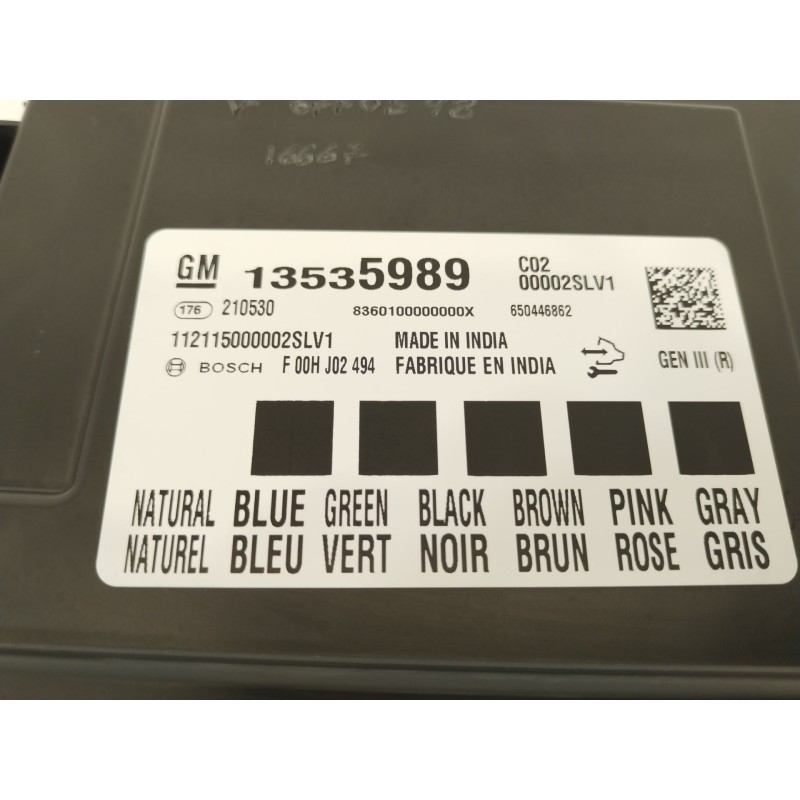 16667
GM 13535989 C02
00002SLV1
176 210530 8360100000000X 650446862
112115000002SLV1 MADE IN INDIA
BOSCH F 00H J02 494 FABRIQUE EN INDIA GEN III (R)
NATURAL BLUE GREEN BLACK BROWN PINK GRAY
NATUREL BLEU VERT NOIR BRUN ROSE GRIS